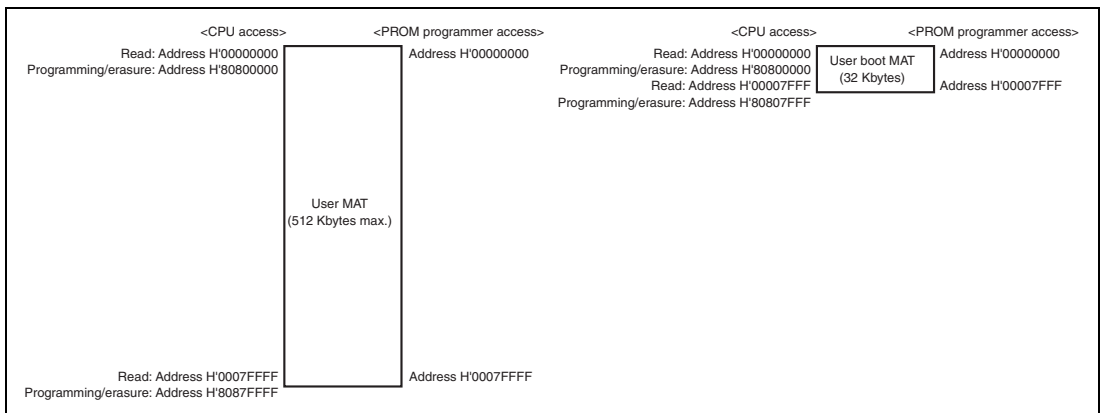 <CPU access>
<PROM programmer access>
Read: Address H'00000000
Programming/erasure: Address H'80800000
Address H'00000000
User MAT
(512 Kbytes max.)
Read: Address H'0007FFFF
Programming/erasure: Address H'8087FFFF
Address H'0007FFFF
<CPU access>
<PROM programmer access>
Read: Address H'00000000
Programming/erasure: Address H'80800000
Read: Address H'00007FFF
Programming/erasure: Address H'80807FFF
User boot MAT
(32 Kbytes)
Address H'00000000
Address H'00007FFF